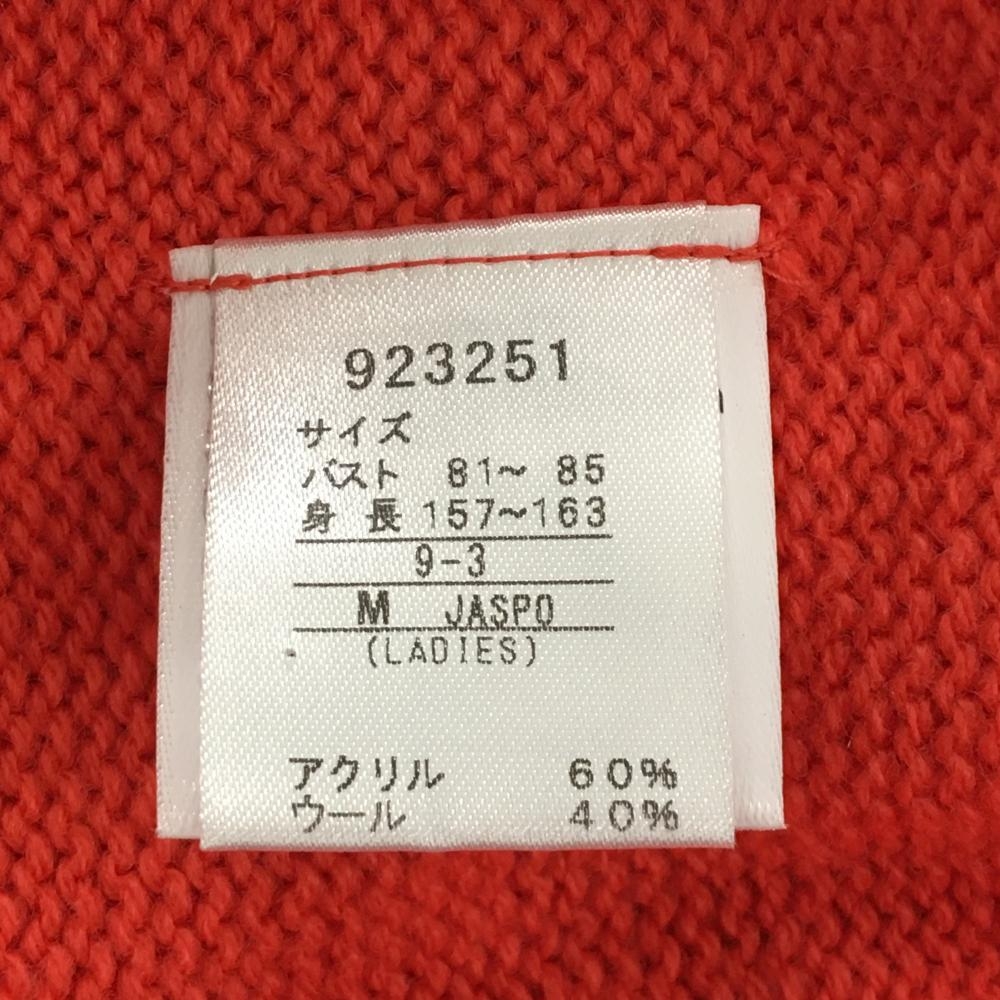 923251
サイズ
バスト 81～ 85
身 長 157～163
9-3
M JASPO
(LADIES)
アクリル 60%
ウール 40%